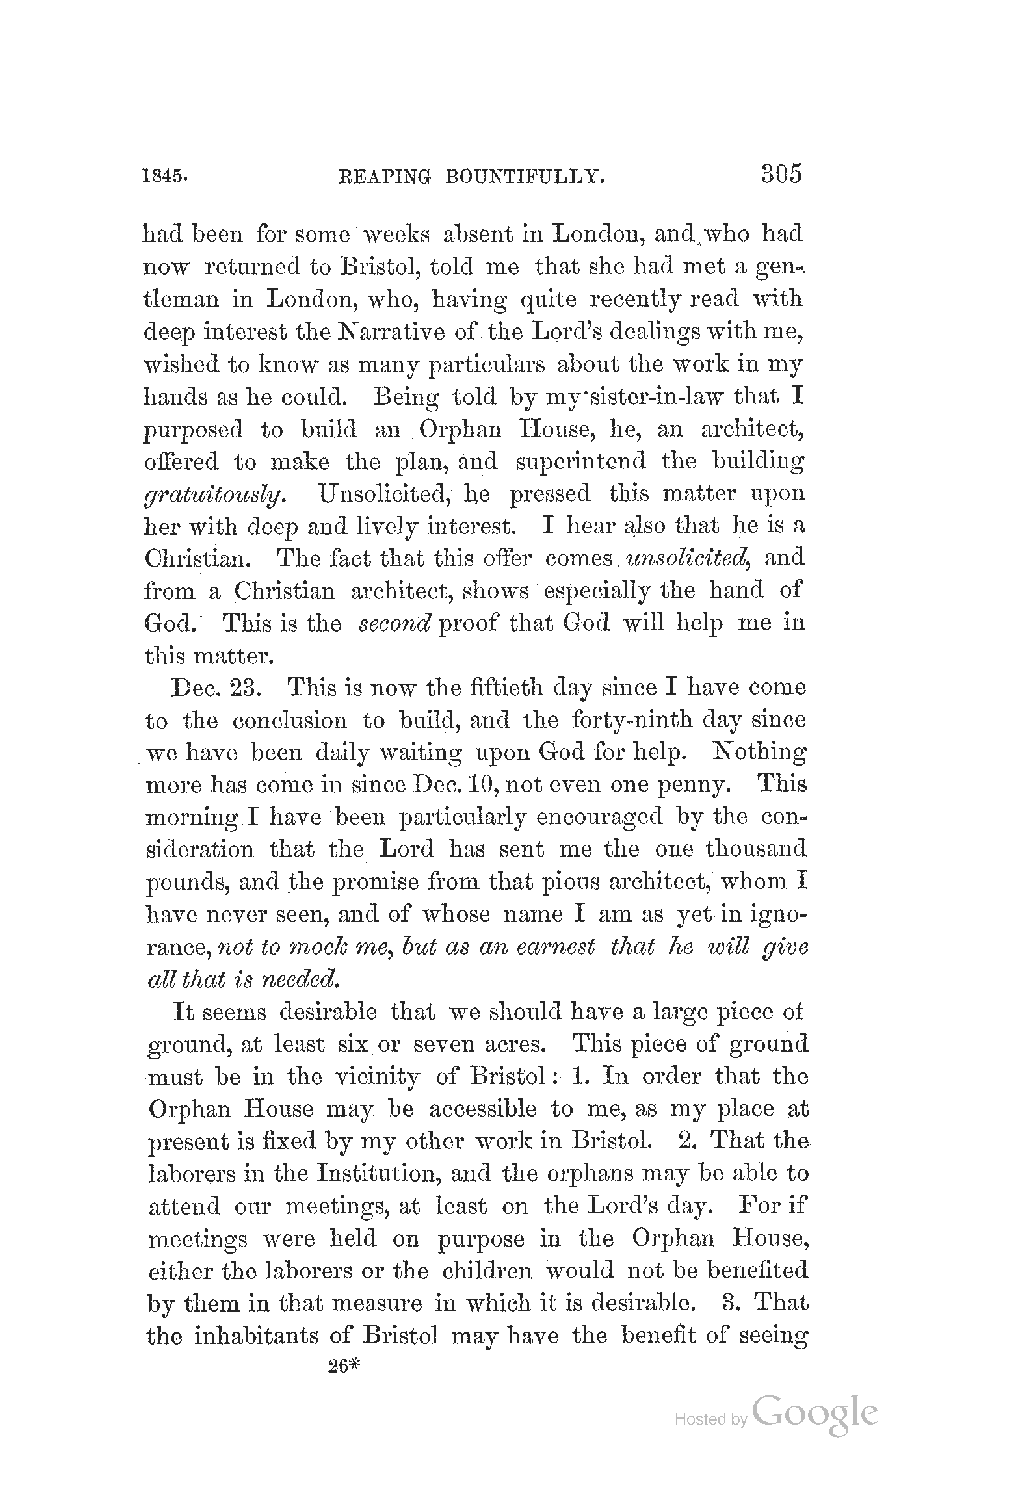 1845. REAPING BOUNTIFULLY. 305
had been for some weeks absent in London, and who had
now returned to Bristol, told me that she had met a gen-
tleman in London, who, having quite recently read with
deep interest the Narrative of the Lord's dealings with me,
wished to know as many particulars about the work in my
hands as he could. Being told by my sister-in-law that I
purposed to build an Orphan House, he, an architect,
offered to make the plan, and superintend the building
gratuitously. Unsolicited, he pressed this matter upon
her with deep and lively interest. I hear also that he is a
Christian. The fact that this offer comes unsolicited, and
from a Christian architect, shows especially the hand of
God. This is the second proof that God will help me in
this matter.
Dec. 23. This is now the fiftieth day since I have come
to the conclusion to build, and the forty-ninth day since
we have been daily waiting upon God for help. Nothing
more has come in since Dec. 10, not even one penny. This
morning I have been particularly encouraged by the con-
sideration that the Lord has sent me the one thousand
pounds, and the promise from that pious architect, whom I
have never seen, and of whose name I am as yet in igno-
rance, not to mock me, but as an earnest that he will give
all that is needed.
It seems desirable that we should have a large piece of
ground, at least six or seven acres. This piece of ground
must be in the vicinity of Bristol: 1. In order that the
Orphan House may be accessible to me, as my place at
present is fixed by my other work in Bristol. 2. That the
laborers in the Institution, and the orphans may be able to
attend our meetings, at least on the Lord's day. For if
meetings were held on purpose in the Orphan House,
either the laborers or the children would not be benefited
by them in that measure in which it is desirable. 3. That
the inhabitants of Bristol may have the benefit of seeing
26*
Hosted by Google